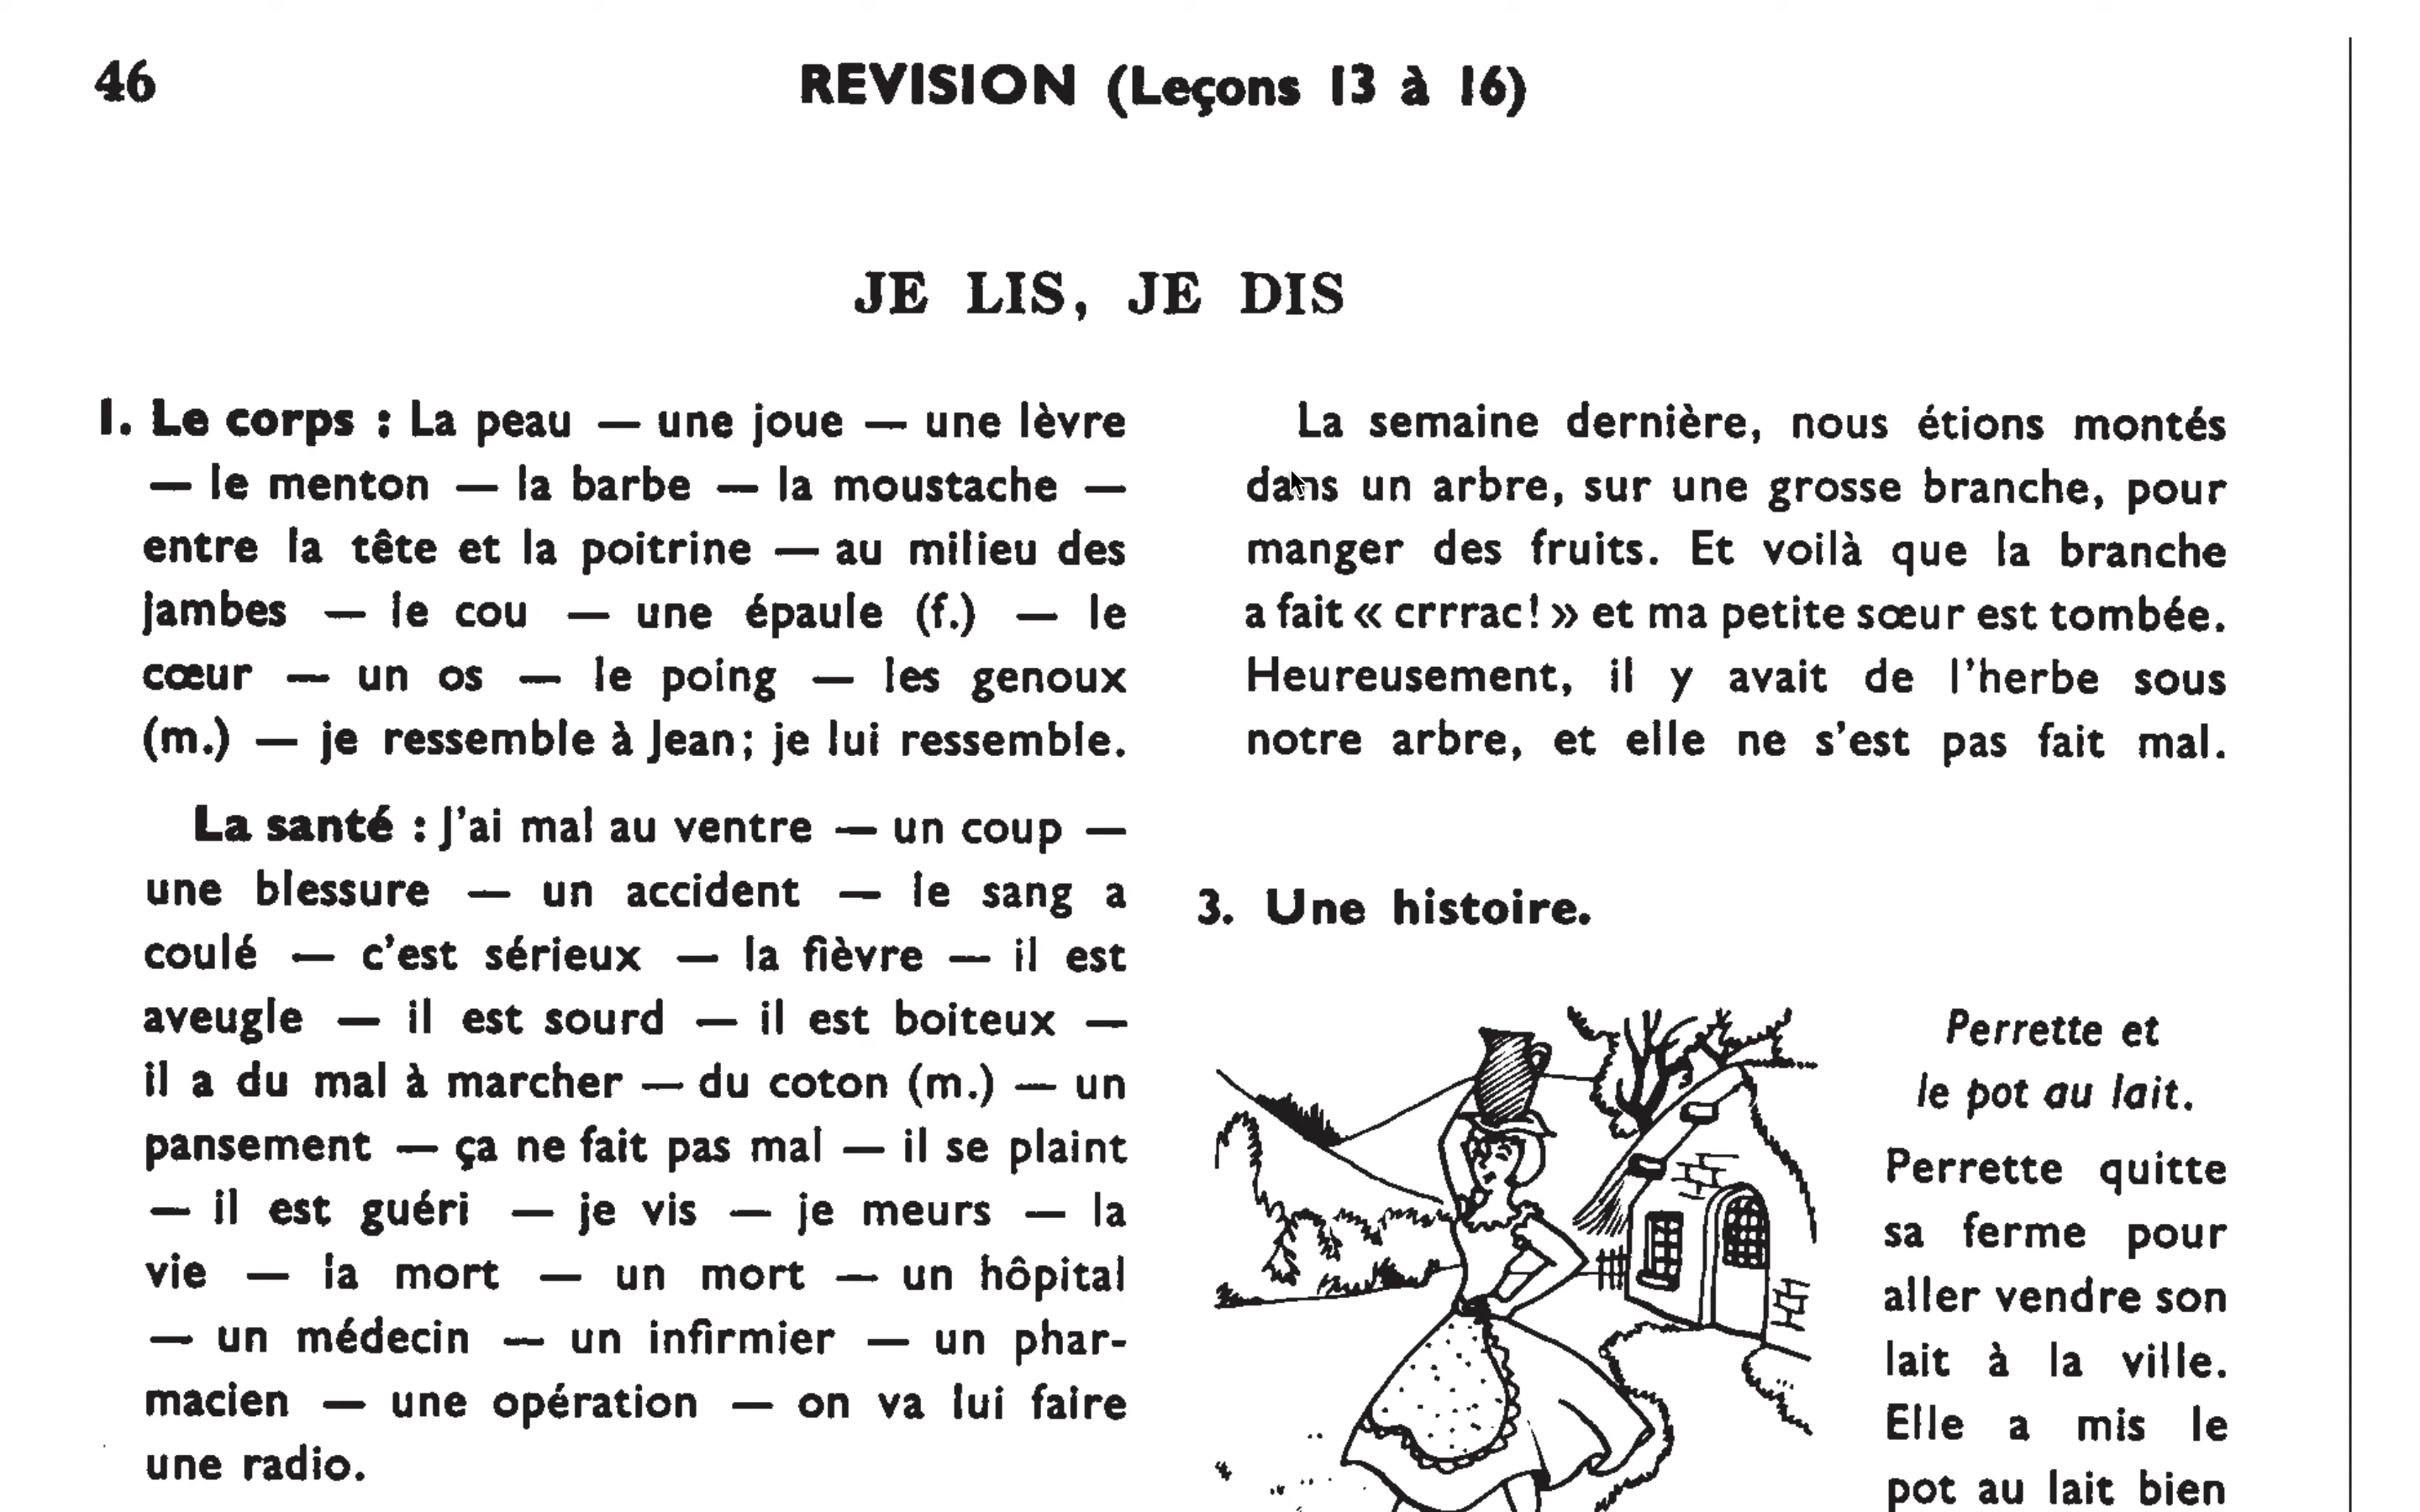 46
REVISION (Leçons 13 à 16)
JE LIS, JE DIS
1. Le corps : La peau — une joue — une lèvre
— le menton — la barbe — la moustache —
entre la tête et la poitrine — au milieu des
jambes — le cou — une épaule (f.) — le
cœur — un os — le poing — les genoux
(m.) — je ressemble à Jean; je lui ressemble.
La santé : J'ai mal au ventre — un coup —
une blessure — un accident — le sang a
coulé — c'est sérieux — la fièvre — il est
aveugle — il est sourd — il est boiteux —
il a du mal à marcher — du coton (m.) — un
pansement — ça ne fait pas mal — il se plaint
— il est guéri — je vis — je meurs — la
vie — la mort — un mort — un hôpital
— un médecin — un infirmier — un phar-
macien — une opération — on va lui faire
une radio.
La semaine dernière, nous étions montés
dans un arbre, sur une grosse branche, pour
manger des fruits. Et voilà que la branche
a fait « crrrac! » et ma petite sœur est tombée.
Heureusement, il y avait de l'herbe sous
notre arbre, et elle ne s'est pas fait mal.
3. Une histoire.
Perrette et
le pot au lait.
Perrette quitte
sa ferme pour
aller vendre son
lait à la ville.
Elle a mis le
pot au lait bien